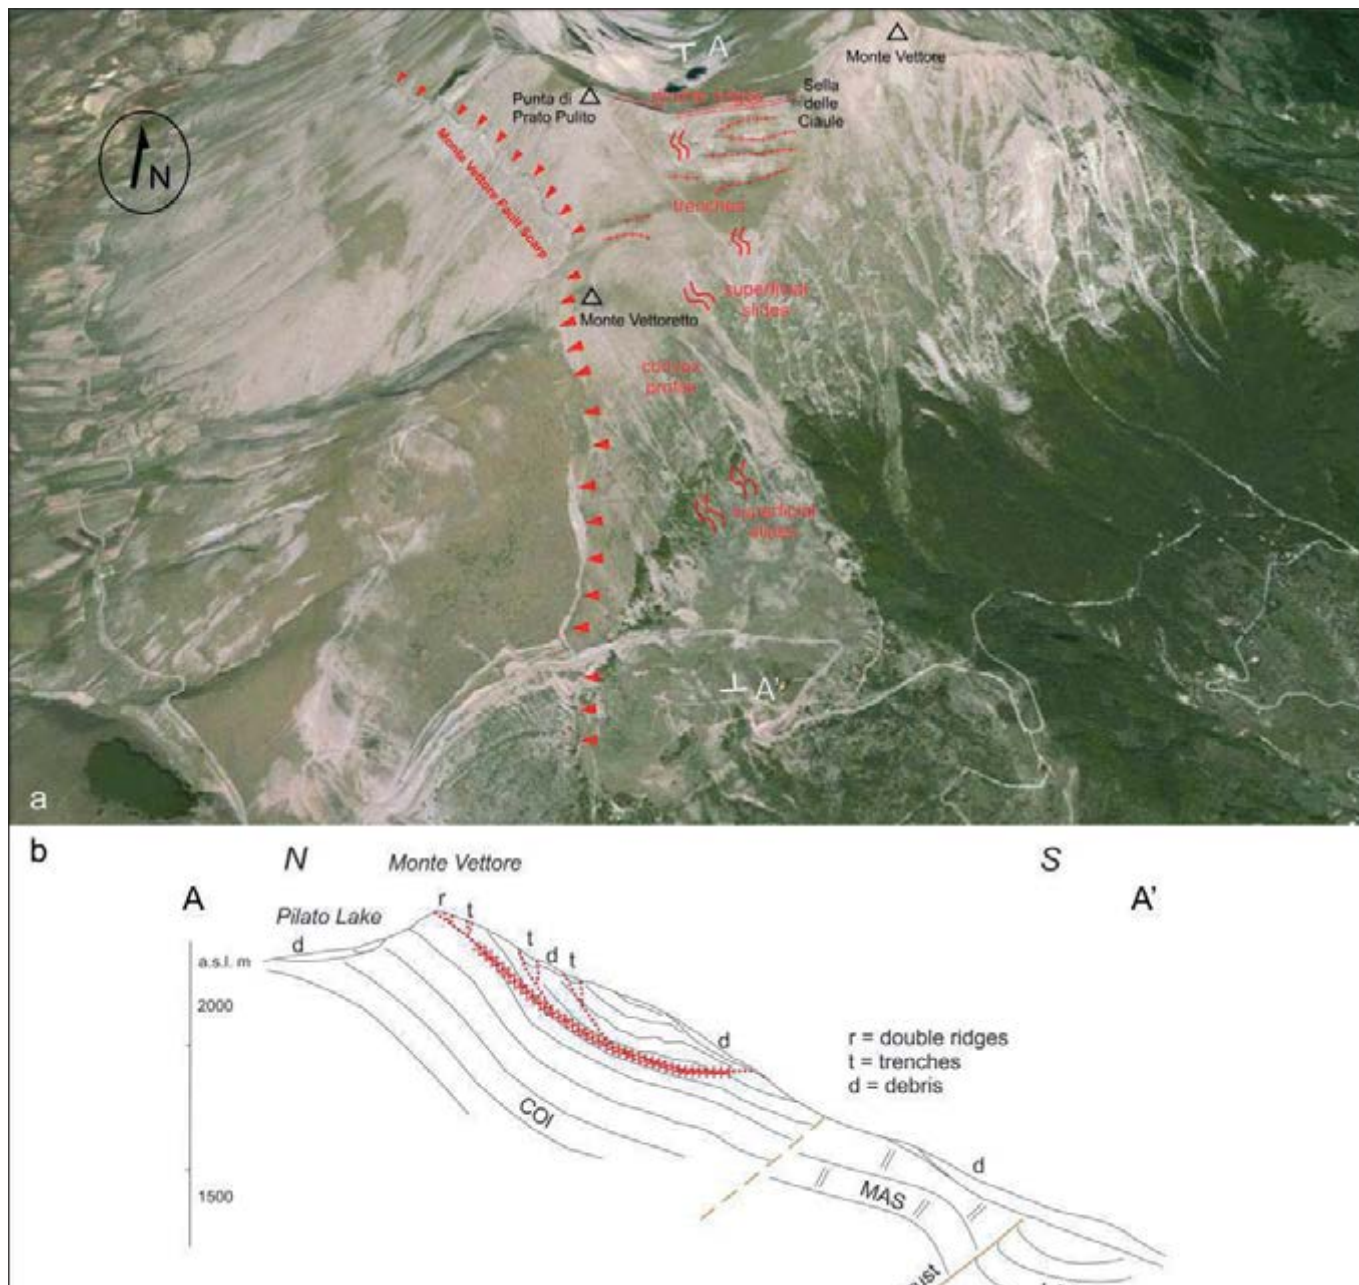 A
Monte Vettore
Punta di
Prato Pulito
Sella
delle
Ciaule
N
Monte Vettore Fault Scarp
trenches
superficial
slides
Monte Vettoretto
convex
profile
superficial
slides
A'
a
b
N
Monte Vettore
S
A
A'
Pilato Lake
r
t
d
t
d
t
a.s.l. m
2000
d
r = double ridges
t = trenches
d = debris
COI
d
1500
MAS